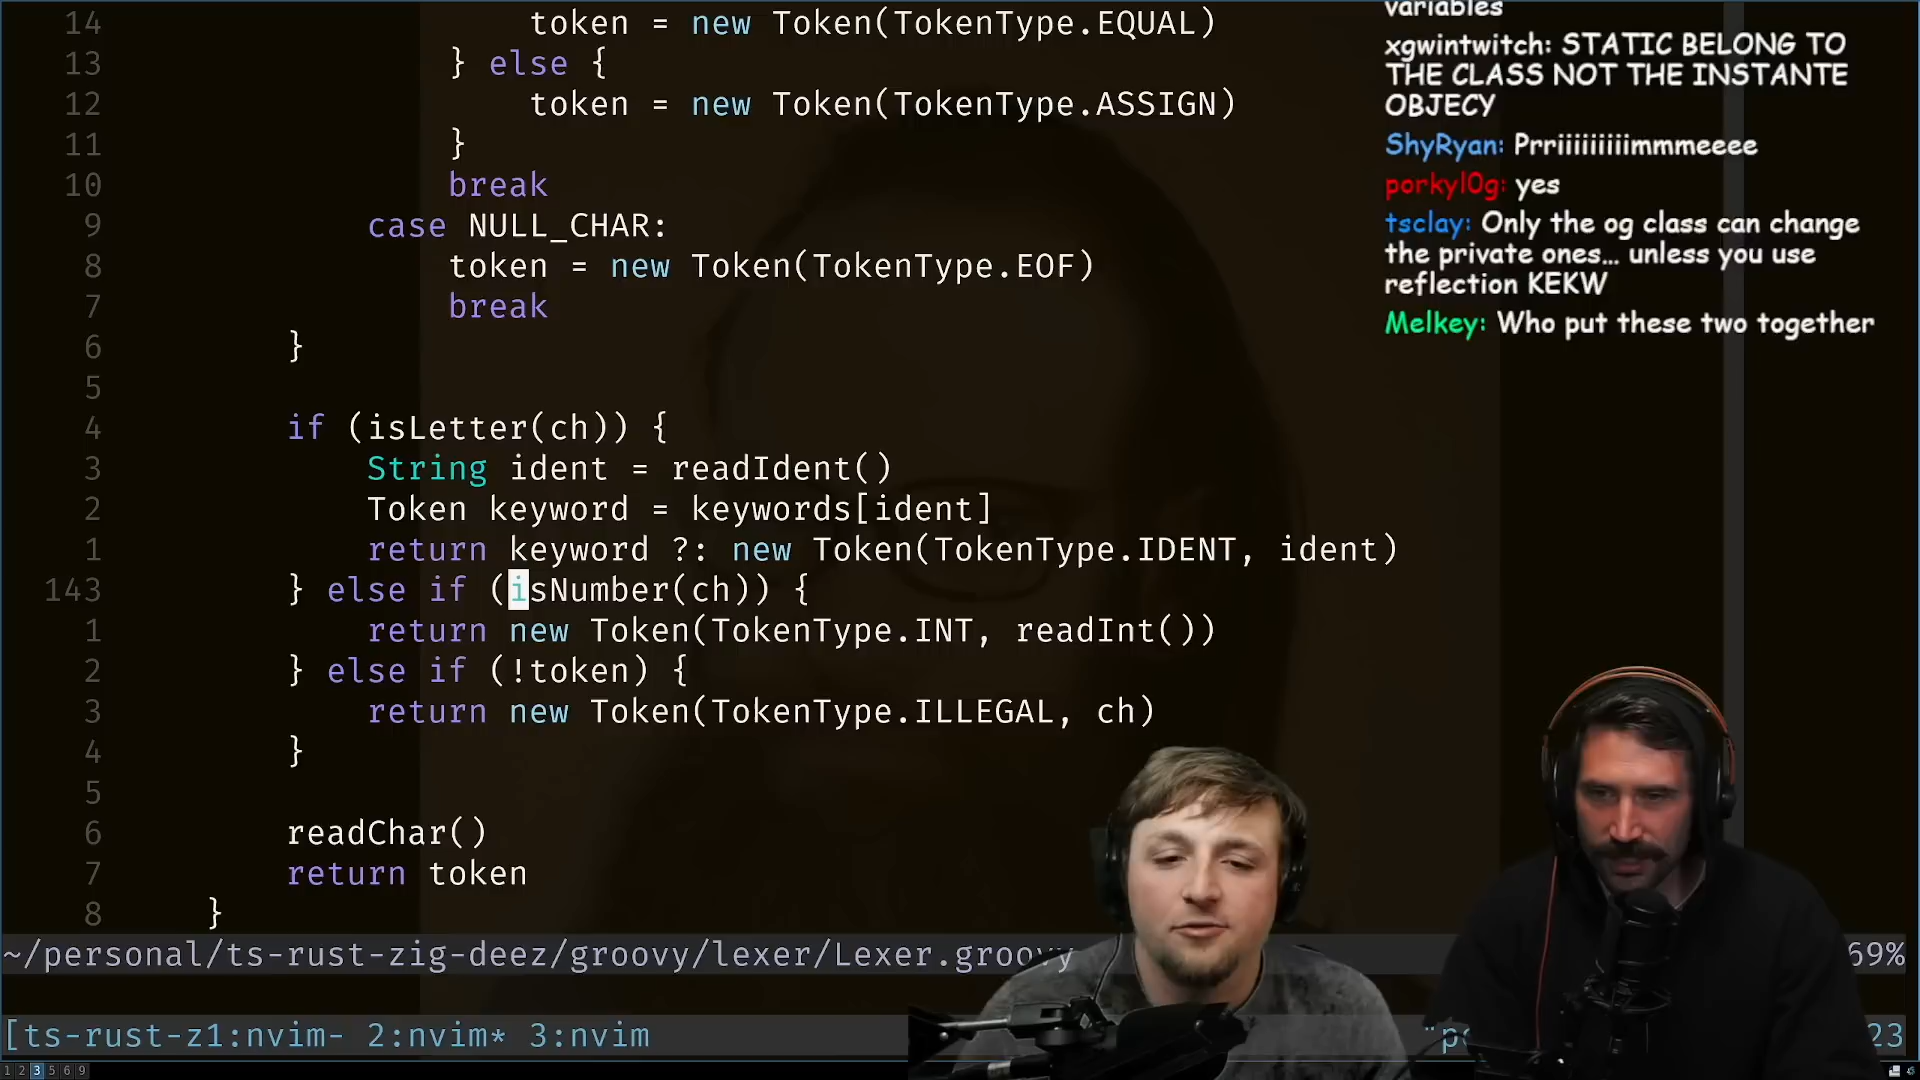 14 token = new Token(TokenType.EQUAL)
13 } else {
12 token = new Token(TokenType.ASSIGN)
11 }
10 break
9 case NULL_CHAR:
8 token = new Token(TokenType.EOF)
7 break
6 }
5
4 if (isLetter(ch)) {
3 String ident = readIdent()
2 Token keyword = keywords[ident]
1 return keyword ?: new Token(TokenType.IDENT, ident)
143 } else if (isNumber(ch)) {
1 return new Token(TokenType.INT, readInt())
2 } else if (!token) {
3 return new Token(TokenType.ILLEGAL, ch)
4 }
5
6 readChar()
7 return token
8 }
~/personal/ts-rust-zig-deez/groovy/lexer/Lexer.groovy 69%
[ts-rust-z1:nvim- 2:nvim* 3:nvim 23
1 2 3 5 6 9
variables
xgwintwitch: STATIC BELONG TO
THE CLASS NOT THE INSTANTE
OBJECY
ShyRyan: Prriiiiiiiiimmmeeee
porkyl0g: yes
tsclay: Only the og class can change
the private ones... unless you use
reflection KEKW
Melkey: Who put these two together